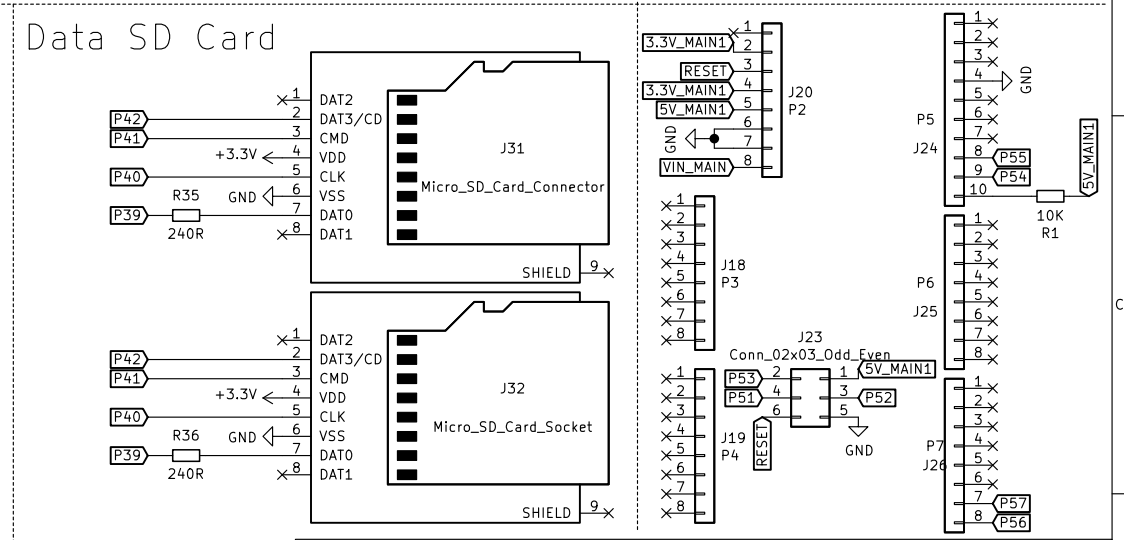 Data SD Card
1 DAT2
P42 2 DAT3/CD
P41 3 CMD
+3.3V 4 VDD
P40 5 CLK
GND 6 VSS
P39 R35 240R 7 DAT0
8 DAT1
J31
Micro_SD_Card_Connector
SHIELD 9
1 DAT2
P42 2 DAT3/CD
P41 3 CMD
+3.3V 4 VDD
P40 5 CLK
GND 6 VSS
P39 R36 240R 7 DAT0
8 DAT1
J32
Micro_SD_Card_Socket
SHIELD 9
1
3.3V_MAIN1 2
RESET 3
3.3V_MAIN1 4
5V_MAIN1 5
GND 6
7
VIN_MAIN 8
J20
P2
1
2
3
4
5
6
7
8
J18
P3
1
2
3
4
5
6
7
8
J19
P4
J23
Conn_02x03_Odd_Even
P53 2 1 5V_MAIN1
P51 4 3 P52
RESET 6 5 GND
1
2
3
4 GND
5
6
7
8 P55
9 P54
10 10K R1 5V_MAIN1
P5
J24
1
2
3
4
5
6
7
8
P6
J25
1
2
3
4
5
6
7 P57
8 P56
P7
J26
C